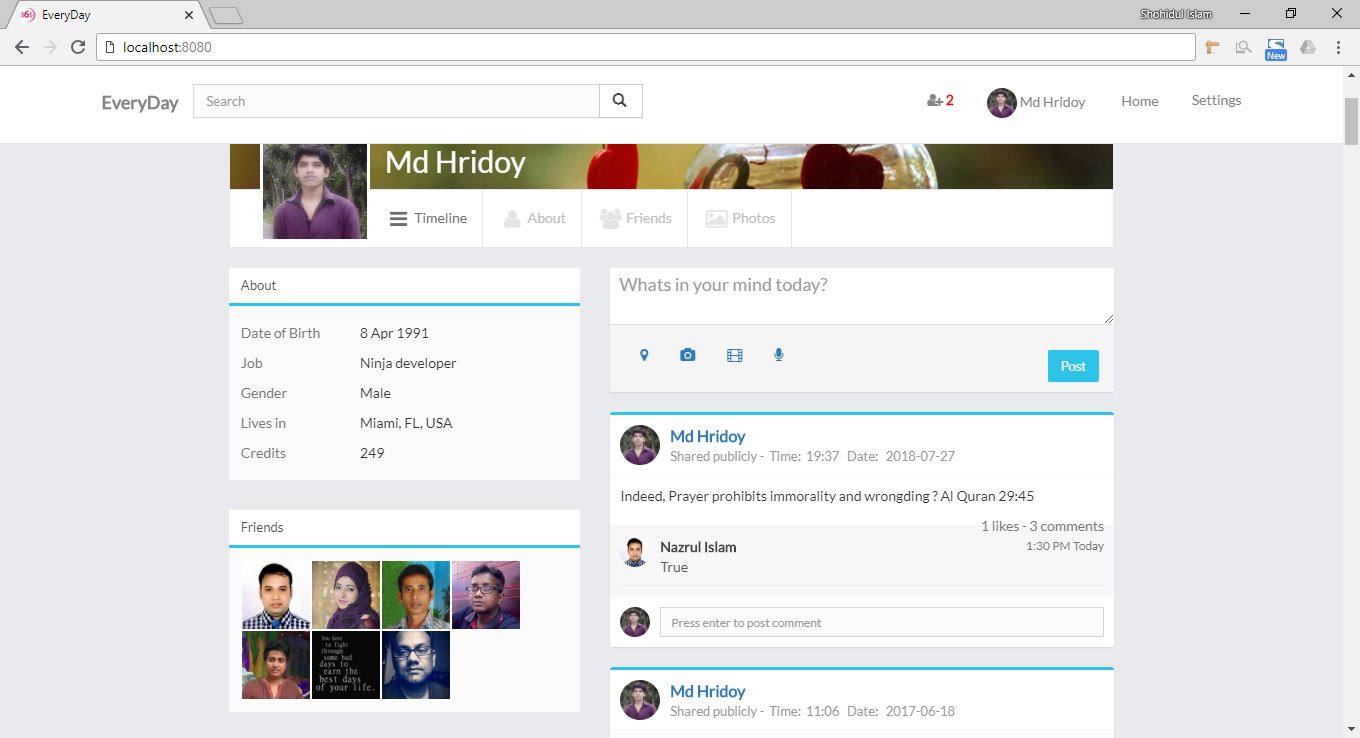 365 EveryDay
Shohidul Islam
localhost:8080
New
EveryDay
Search
2
Md Hridoy
Home
Settings
Md Hridoy
Timeline
About
Friends
Photos
About
Date of Birth 8 Apr 1991
Job Ninja developer
Gender Male
Lives in Miami, FL, USA
Credits 249
Friends
You have
to fight
through
some bad
days to
earn the
best days
of your life.
Whats in your mind today?
Post
Md Hridoy
Shared publicly - Time: 19:37 Date: 2018-07-27
Indeed, Prayer prohibits immorality and wrongding ? Al Quran 29:45
1 likes - 3 comments
Nazrul Islam
1:30 PM Today
True
Press enter to post comment
Md Hridoy
Shared publicly - Time: 11:06 Date: 2017-06-18